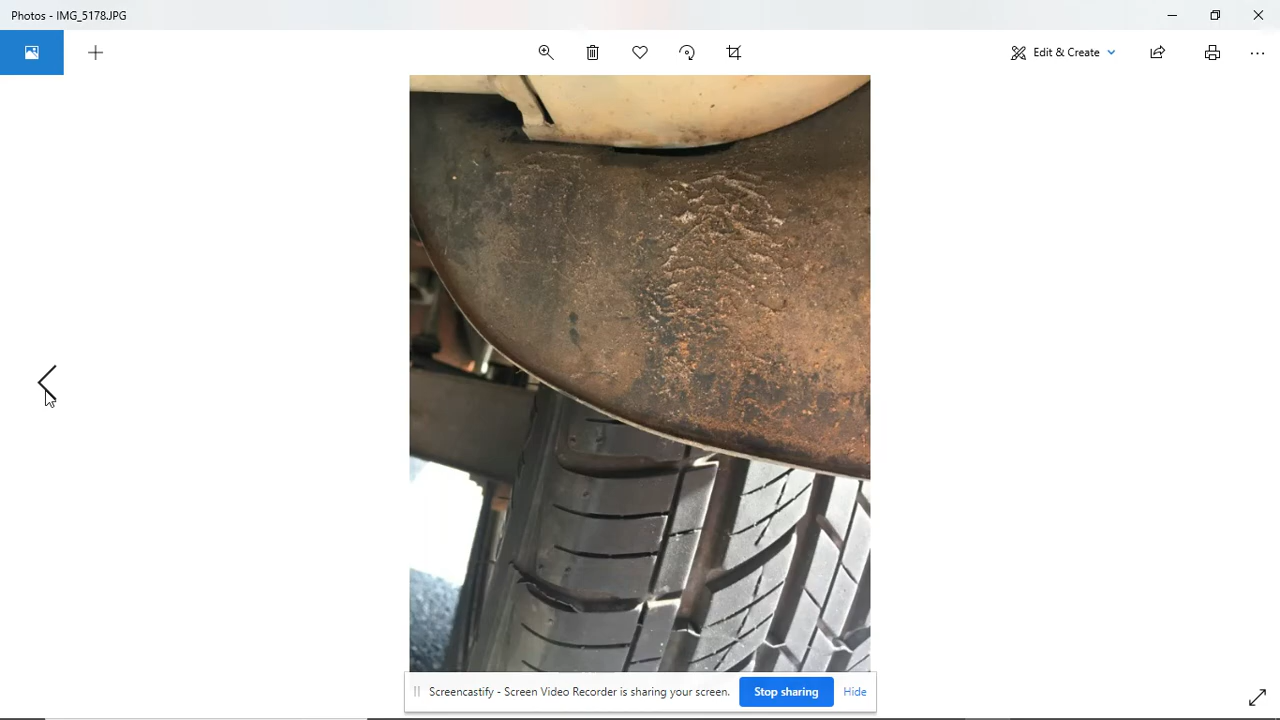 Photos - IMG_5178.JPG
Edit & Create
Screencastify - Screen Video Recorder is sharing your screen.
Stop sharing
Hide